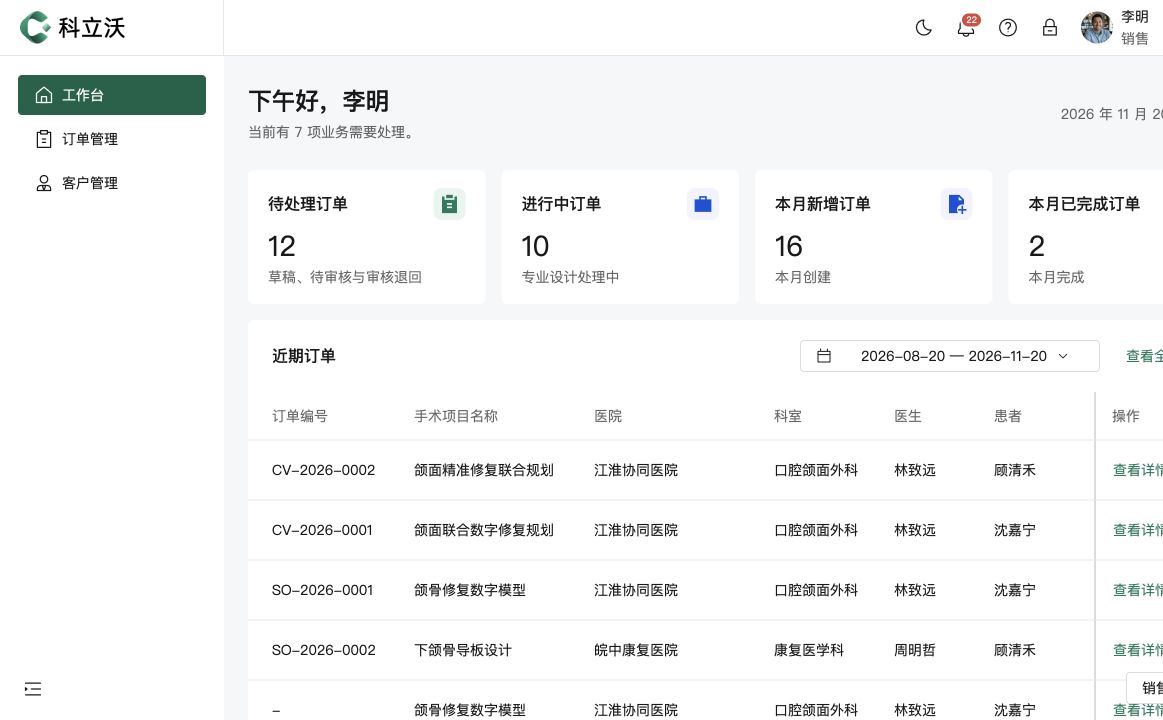 科立沃
22
李明
销售
工作台
订单管理
客户管理
下午好，李明
当前有 7 项业务需要处理。
2026 年 11 月 20
待处理订单
12
草稿、待审核与审核退回
进行中订单
10
专业设计处理中
本月新增订单
16
本月创建
本月已完成订单
2
本月完成
近期订单
2026-08-20 — 2026-11-20
查看全
订单编号 手术项目名称 医院 科室 医生 患者 操作
CV-2026-0002 颌面精准修复联合规划 江淮协同医院 口腔颌面外科 林致远 顾清禾 查看详情
CV-2026-0001 颌面联合数字修复规划 江淮协同医院 口腔颌面外科 林致远 沈嘉宁 查看详情
SO-2026-0001 颌骨修复数字模型 江淮协同医院 口腔颌面外科 林致远 沈嘉宁 查看详情
SO-2026-0002 下颌骨导板设计 皖中康复医院 康复医学科 周明哲 顾清禾 查看详情
销售
- 颌骨修复数字模型 江淮协同医院 口腔颌面外科 林致远 沈嘉宁 查看详情